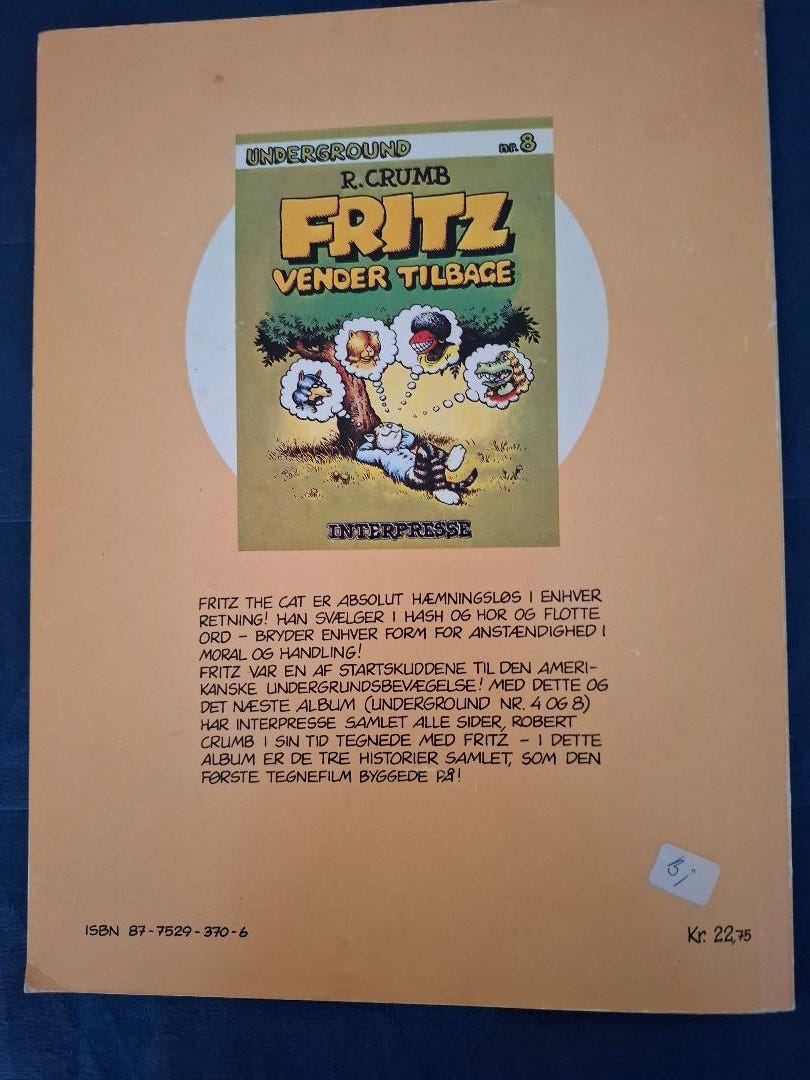 UNDERGROUND nr. 8
R. CRUMB
FRITZ
VENDER TILBAGE
INTERPRESSE
FRITZ THE CAT ER ABSOLUT HÆMNINGSLØS I ENHVER
RETNING! HAN SVÆLGER I HASH OG HOR OG FLOTTE
ORD - BRYDER ENHVER FORM FOR ANSTÆNDIGHED I
MORAL OG HANDLING!
FRITZ VAR EN AF STARTSKUDDENE TIL DEN AMERI-
KANSKE UNDERGRUNDSBEVÆGELSE! MED DETTE OG
DET NÆSTE ALBUM (UNDERGROUND NR. 4 OG 8)
HAR INTERPRESSE SAMLET ALLE SIDER, ROBERT
CRUMB I SIN TID TEGNEDE MED FRITZ - I DETTE
ALBUM ER DE TRE HISTORIER SAMLET, SOM DEN
FØRSTE TEGNEFILM BYGGEDE PÅ!
ISBN 87-7529-370-6
Kr. 22,75